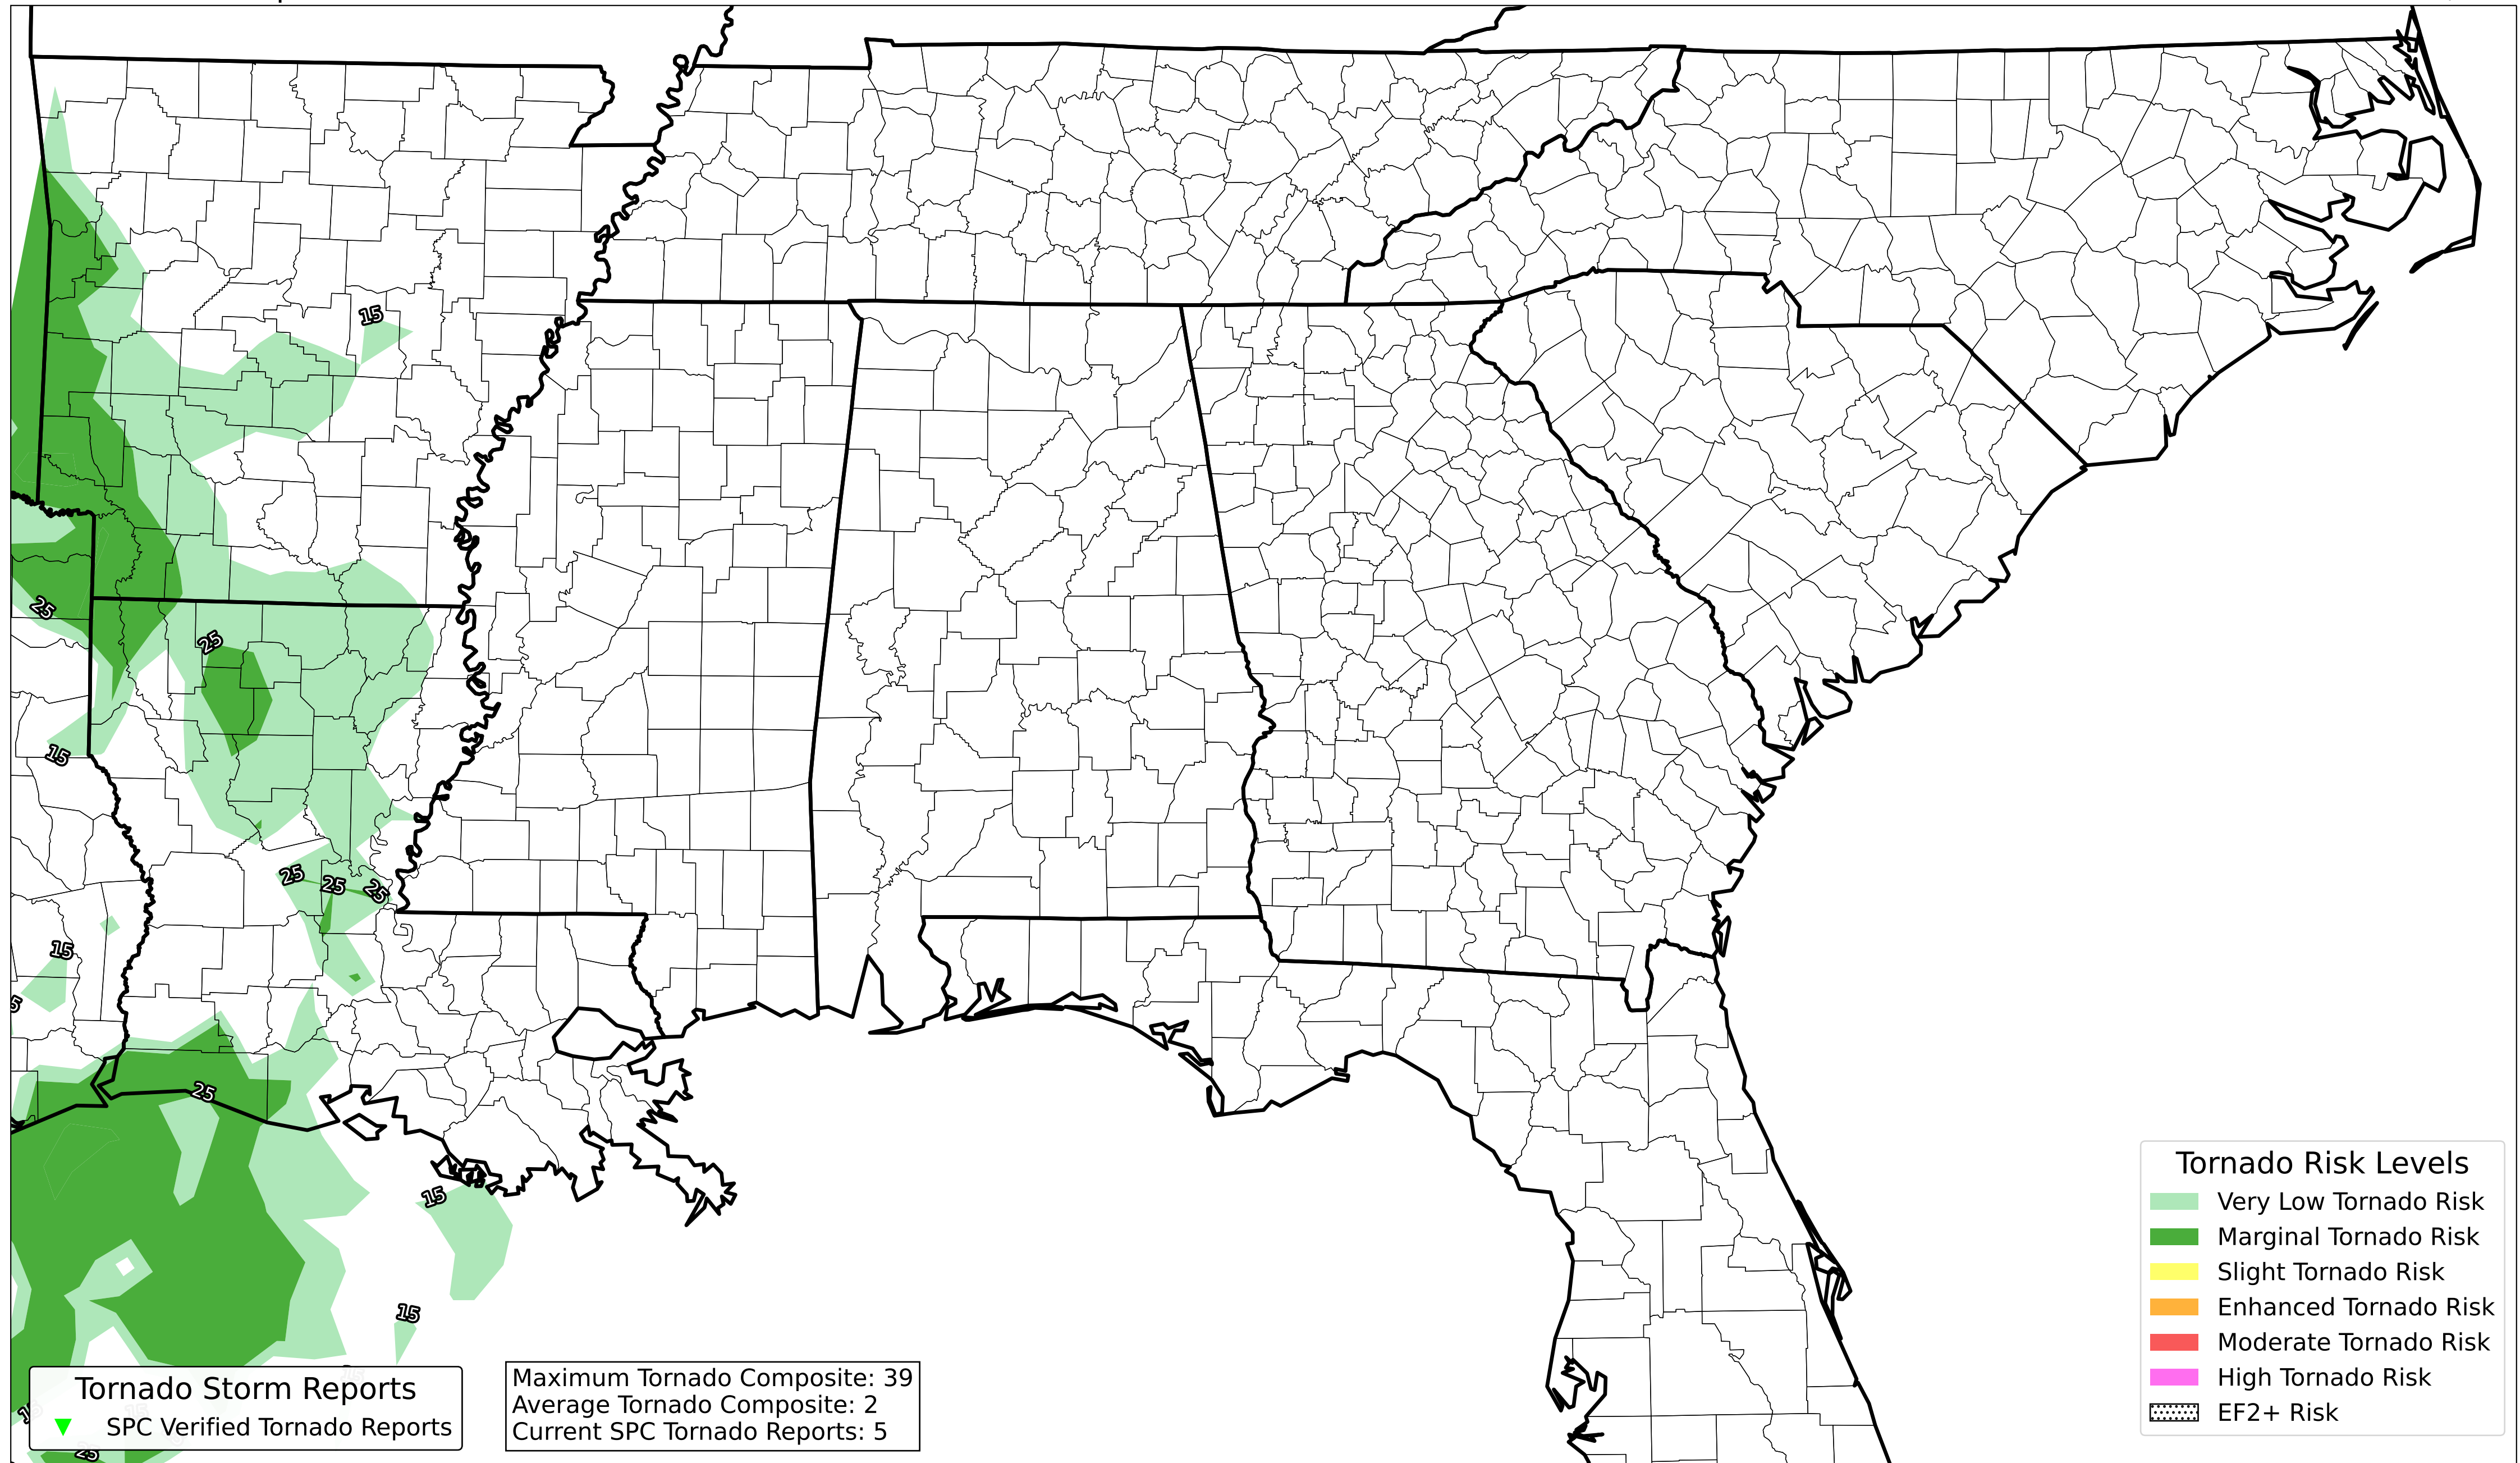 15
25
25
15
25
25
25
15
5
25
15
15
Tornado Risk Levels
Very Low Tornado Risk
Marginal Tornado Risk
Slight Tornado Risk
Enhanced Tornado Risk
Moderate Tornado Risk
High Tornado Risk
EF2+ Risk
Tornado Storm Reports
SPC Verified Tornado Reports
Maximum Tornado Composite: 39
Average Tornado Composite: 2
Current SPC Tornado Reports: 5
25